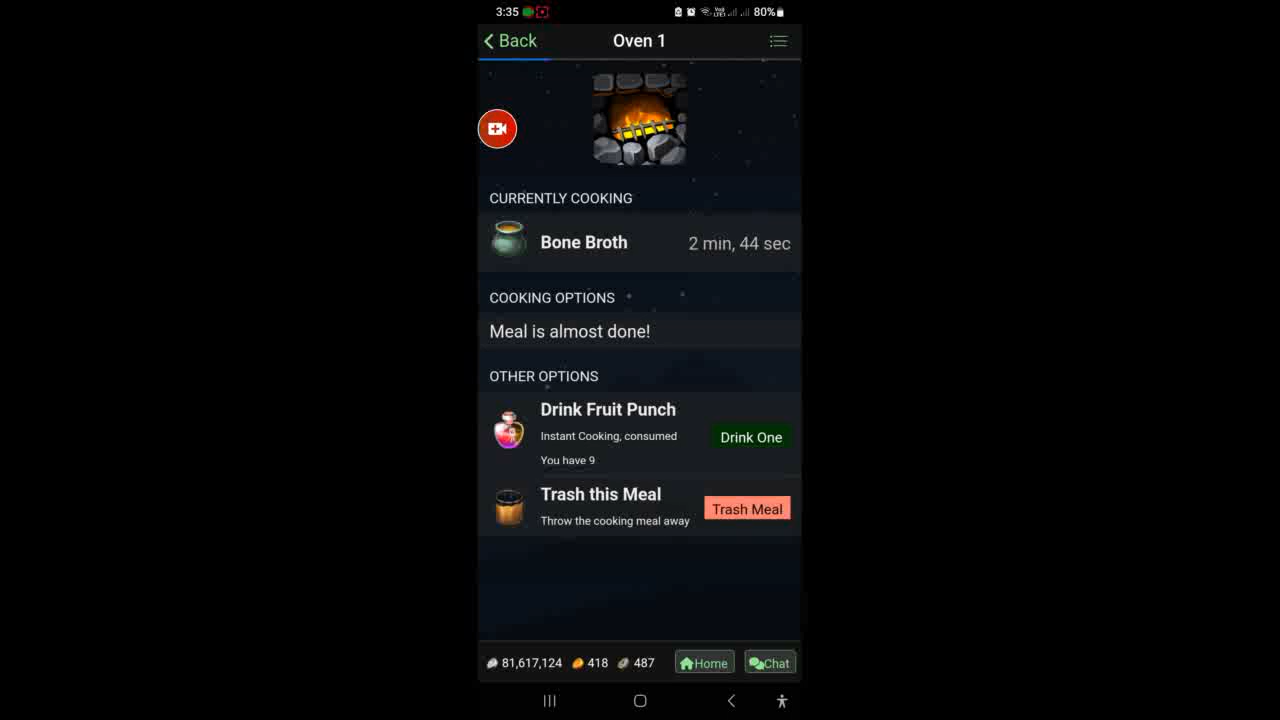 3:35
80%
Back
Oven 1
CURRENTLY COOKING
Bone Broth
2 min, 44 sec
COOKING OPTIONS
Meal is almost done!
OTHER OPTIONS
Drink Fruit Punch
Instant Cooking, consumed
Drink One
You have 9
Trash this Meal
Trash Meal
Throw the cooking meal away
81,617,124 418 487 Home Chat